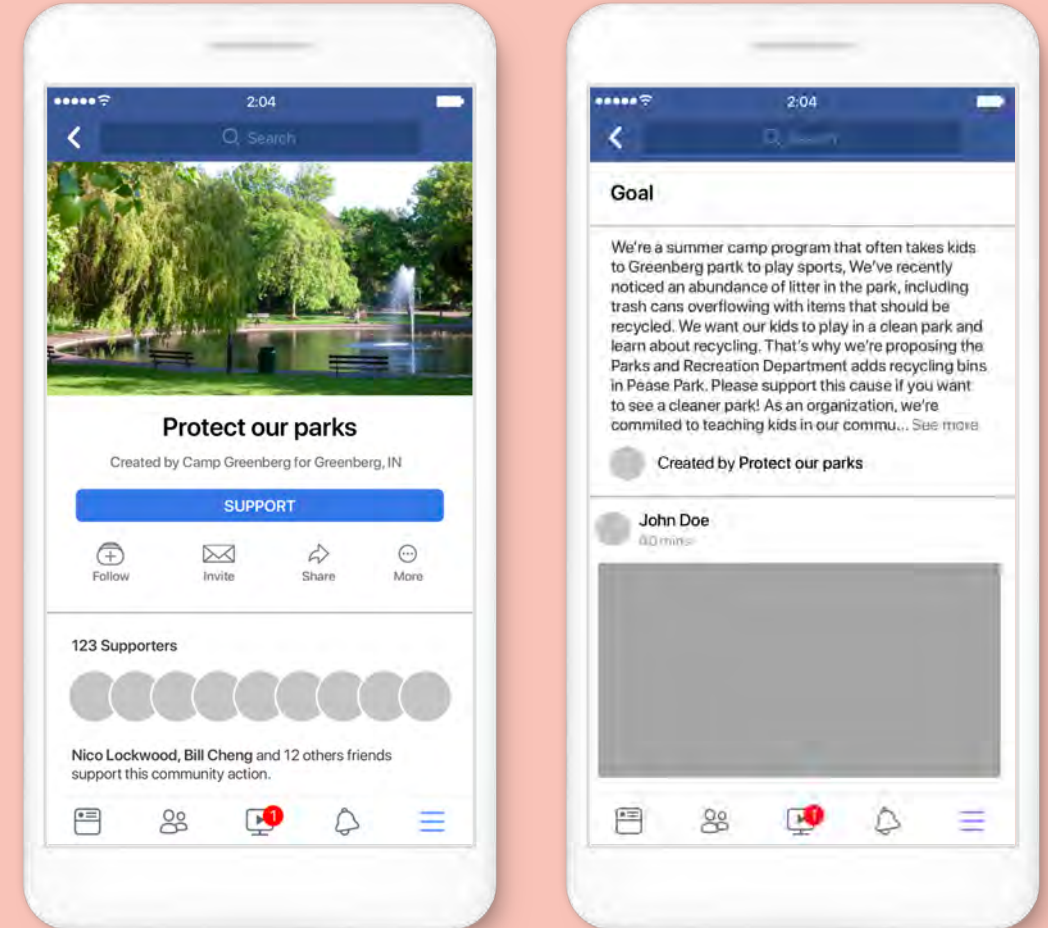 2:04
Search
Protect our parks
Created by Camp Greenberg for Greenberg, IN
SUPPORT
Follow
Invite
Share
More
123 Supporters
Nico Lockwood, Bill Cheng and 12 others friends
support this community action.
1
2:04
Search
Goal
We're a summer camp program that often takes kids
to Greenberg partk to play sports, We've recently
noticed an abundance of litter in the park, including
trash cans overflowing with items that should be
recycled. We want our kids to play in a clean park and
learn about recycling. That's why we're proposing the
Parks and Recreation Department adds recycling bins
in Pease Park. Please support this cause if you want
to see a cleaner park! As an organization, we're
commited to teaching kids in our commu... See more
Created by Protect our parks
John Doe
mins
1